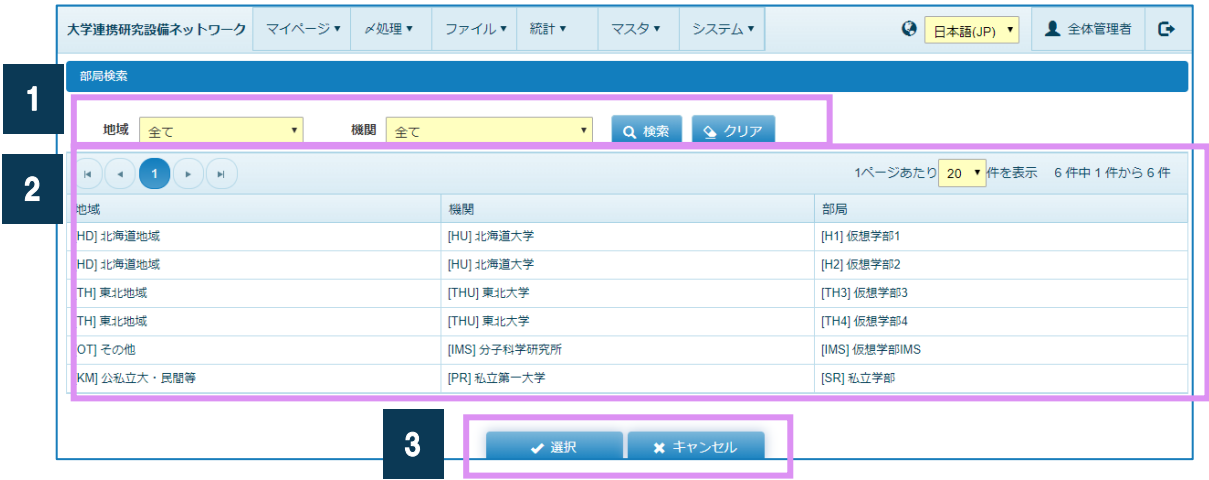 大学連携研究設備ネットワーク マイページ▼ 〆処理▼ ファイル▼ 統計▼ マスタ▼ システム▼ 日本語(JP) ▼ 全体管理者
部局検索
1
地域 全て ▼ 機関 全て ▼ 検索 クリア
2
1 1ページあたり 20 ▼ 件を表示 6 件中 1 件から 6 件
地域 機関 部局
HD] 北海道地域 [HU] 北海道大学 [H1] 仮想学部1
HD] 北海道地域 [HU] 北海道大学 [H2] 仮想学部2
TH] 東北地域 [THU] 東北大学 [TH3] 仮想学部3
TH] 東北地域 [THU] 東北大学 [TH4] 仮想学部4
OT] その他 [IMS] 分子科学研究所 [IMS] 仮想学部IMS
KM] 公私立大・民間等 [PR] 私立第一大学 [SR] 私立学部
3
選択 キャンセル